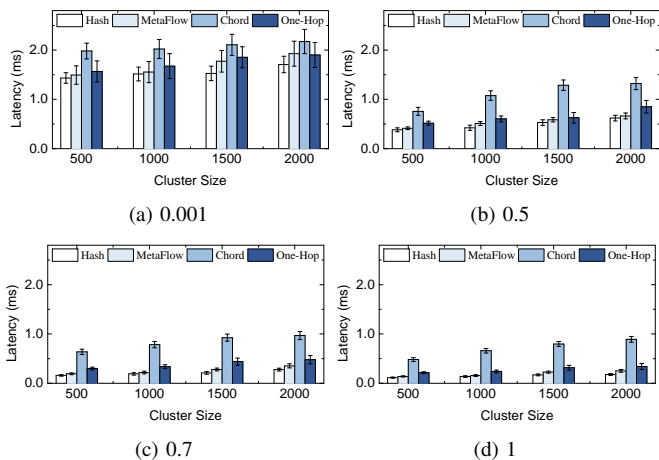 Hash MetaFlow Chord One-Hop
2.0
1.0
0.0
Latency (ms)
500 1000 1500 2000
Cluster Size
(a) 0.001
Hash MetaFlow Chord One-Hop
2.0
1.0
0.0
Latency (ms)
500 1000 1500 2000
Cluster Size
(b) 0.5
Hash MetaFlow Chord One-Hop
2.0
1.0
0.0
Latency (ms)
500 1000 1500 2000
Cluster Size
(c) 0.7
Hash MetaFlow Chord One-Hop
2.0
1.0
0.0
Latency (ms)
500 1000 1500 2000
Cluster Size
(d) 1